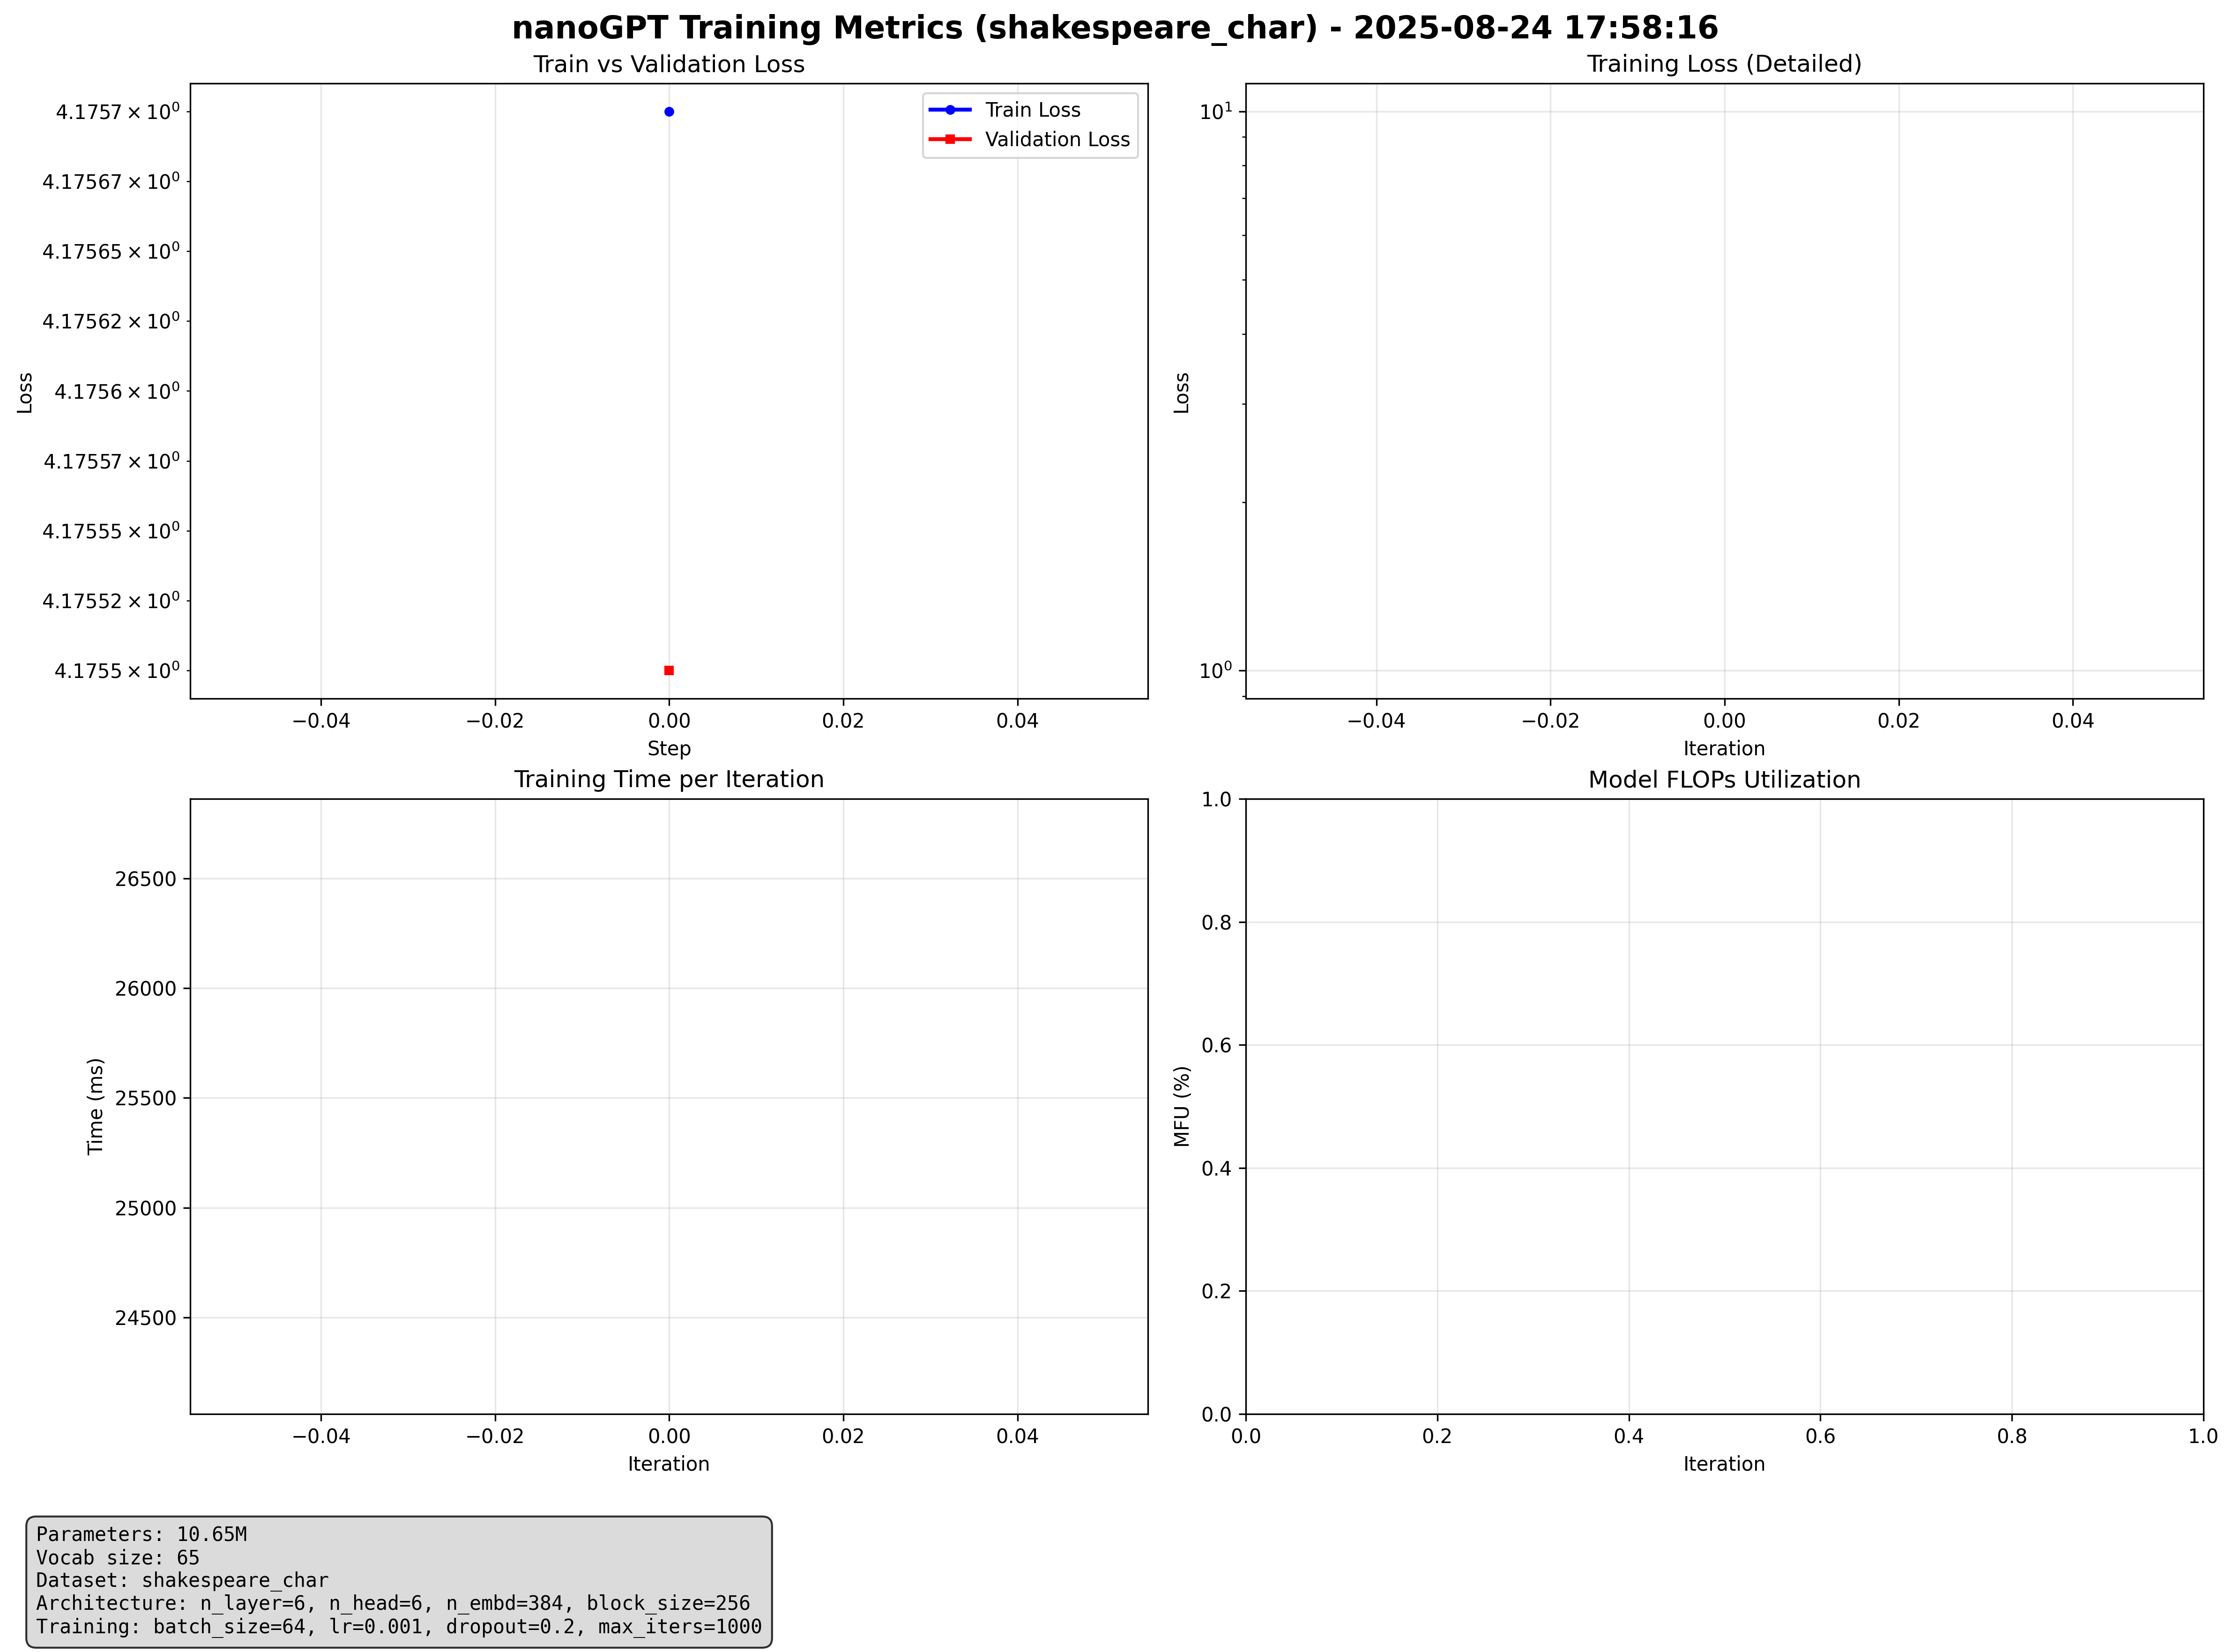 nanoGPT Training Metrics (shakespeare_char) - 2025-08-24 17:58:16
Train vs Validation Loss
4.1757 × 10⁰
4.17567 × 10⁰
4.17565 × 10⁰
4.17562 × 10⁰
4.1756 × 10⁰
4.17557 × 10⁰
4.17555 × 10⁰
4.17552 × 10⁰
4.1755 × 10⁰
Loss
Train Loss
Validation Loss
−0.04 −0.02 0.00 0.02 0.04
Step
Training Loss (Detailed)
10¹
10⁰
Loss
−0.04 −0.02 0.00 0.02 0.04
Iteration
Training Time per Iteration
26500
26000
25500
25000
24500
Time (ms)
−0.04 −0.02 0.00 0.02 0.04
Iteration
Model FLOPs Utilization
1.0
0.8
0.6
0.4
0.2
0.0
MFU (%)
0.0 0.2 0.4 0.6 0.8 1.0
Iteration
Parameters: 10.65M
Vocab size: 65
Dataset: shakespeare_char
Architecture: n_layer=6, n_head=6, n_embd=384, block_size=256
Training: batch_size=64, lr=0.001, dropout=0.2, max_iters=1000